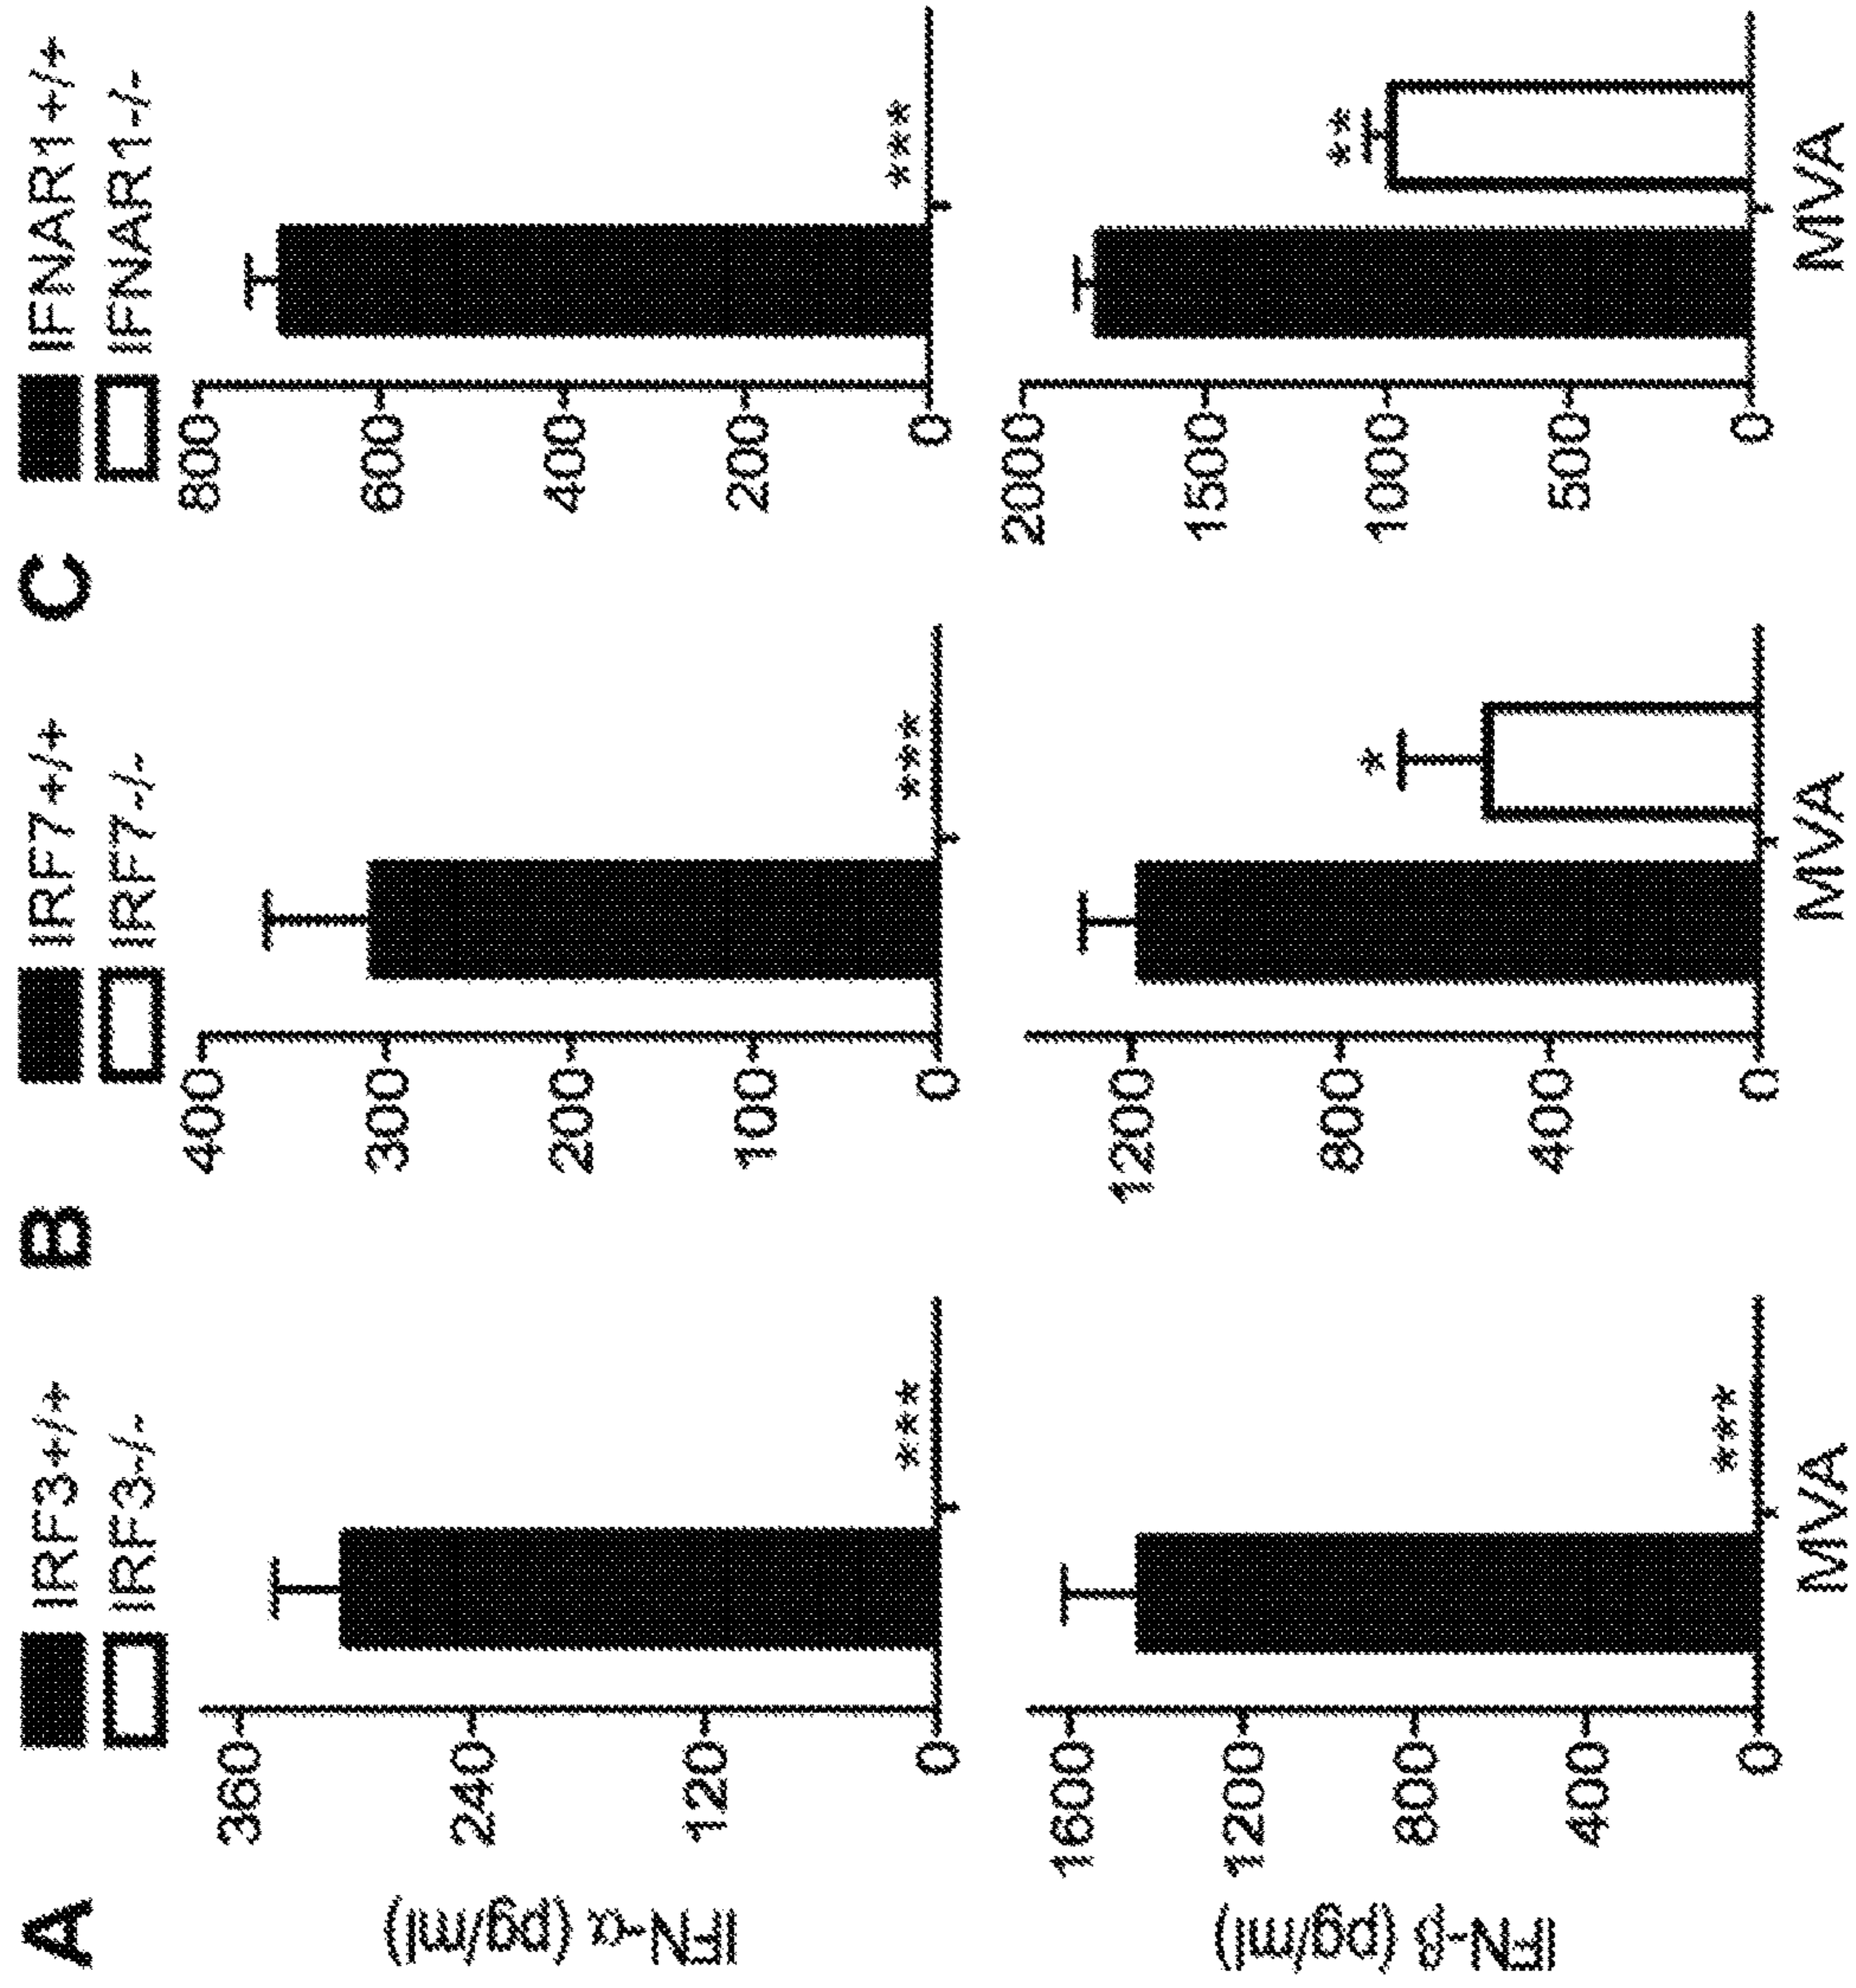 A
IRF3+/+
IRF3-/-
IFN-α (pg/ml)
360
240
120
0
***
IFN-β (pg/ml)
1600
1200
800
400
0
***
MVA
B
IRF7+/+
IRF7-/-
400
300
200
100
0
***
1200
800
400
0
*
MVA
C
IFNAR1+/+
IFNAR1-/-
800
600
400
200
0
***
2000
1500
1000
500
0
**
MVA